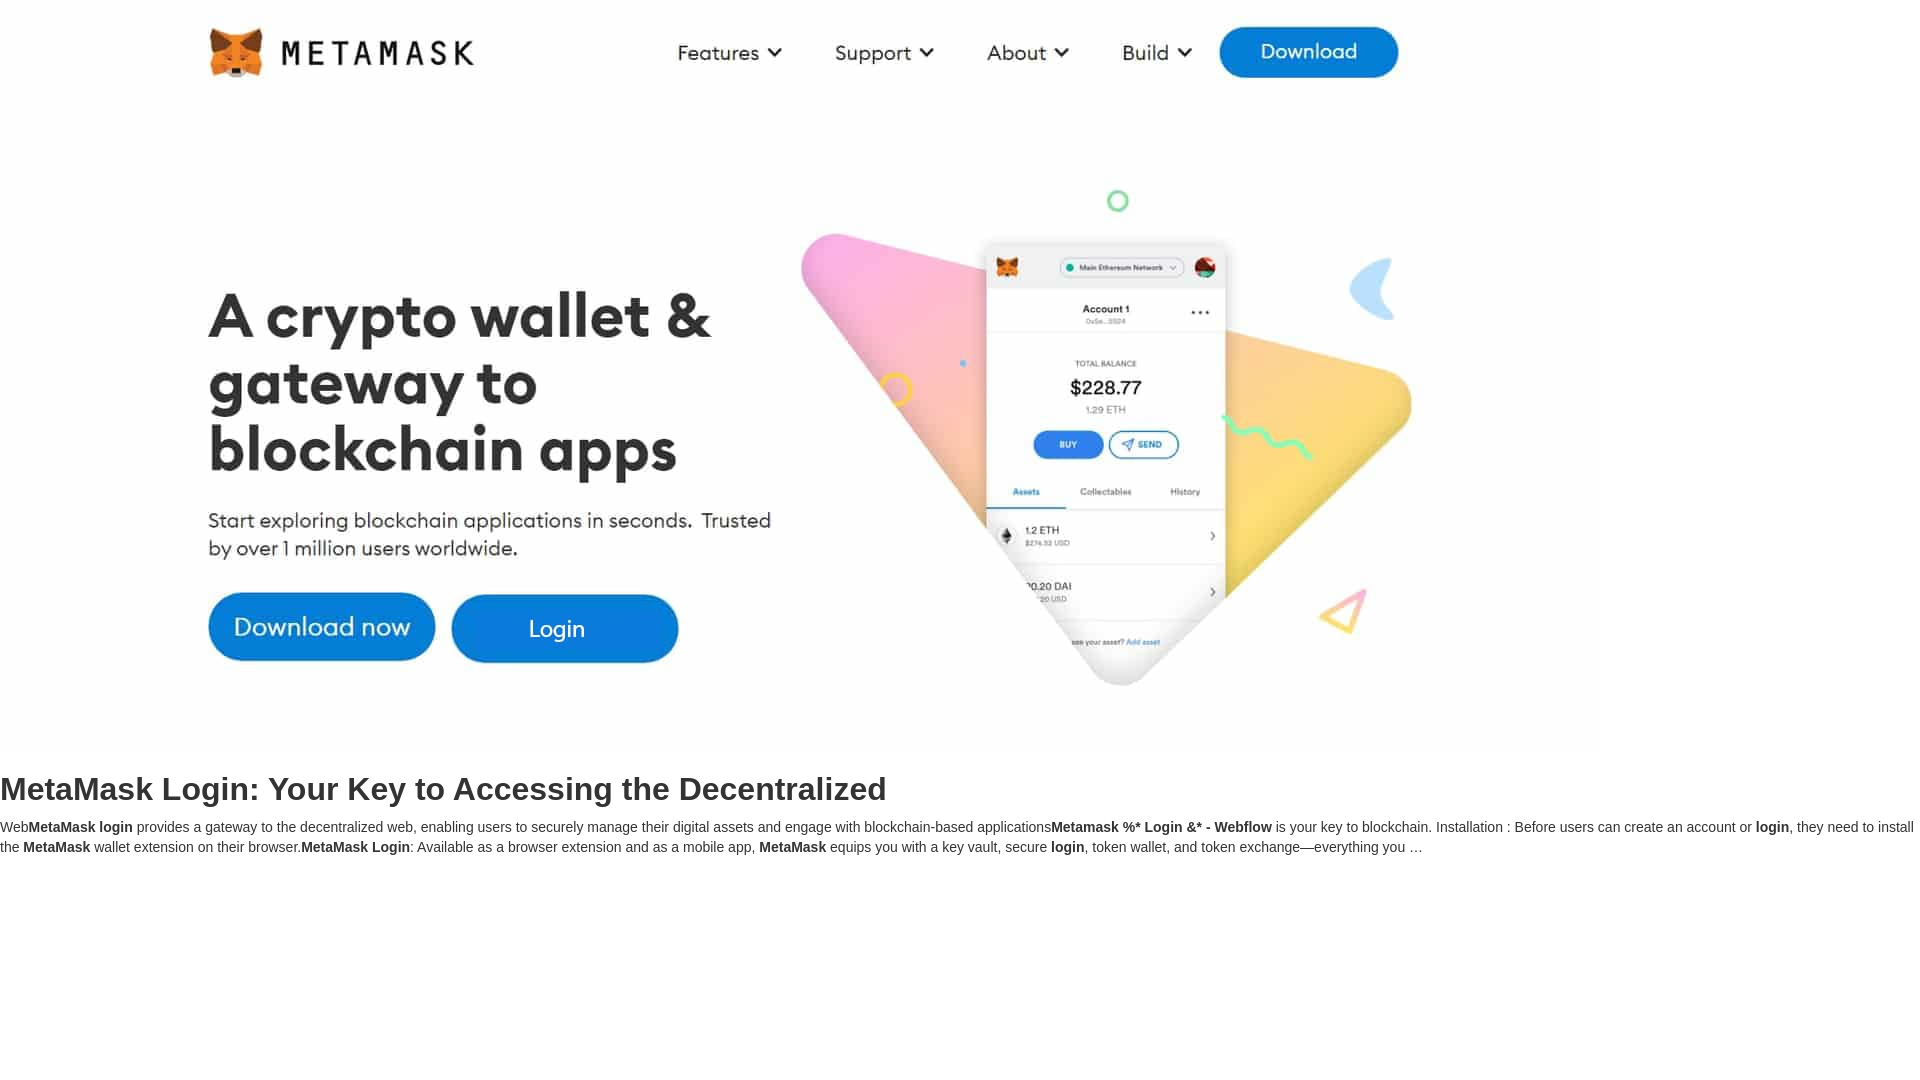 METAMASK
Features
Support
About
Build
Download
A crypto wallet &
gateway to
blockchain apps
Start exploring blockchain applications in seconds. Trusted
by over 1 million users worldwide.
Download now
Login
Main Ethereum Network
Account 1
TOTAL BALANCE
$228.77
1.29 ETH
BUY
SEND
Assets
Collectables
History
1.2 ETH
$274.52 USD
0.20 DAI
.20 USD
see your asset? Add asset
MetaMask Login: Your Key to Accessing the Decentralized
WebMetaMask login provides a gateway to the decentralized web, enabling users to securely manage their digital assets and engage with blockchain-based applicationsMetamask %* Login &* - Webflow is your key to blockchain. Installation : Before users can create an account or login, they need to install
the MetaMask wallet extension on their browser.MetaMask Login: Available as a browser extension and as a mobile app, MetaMask equips you with a key vault, secure login, token wallet, and token exchange—everything you …